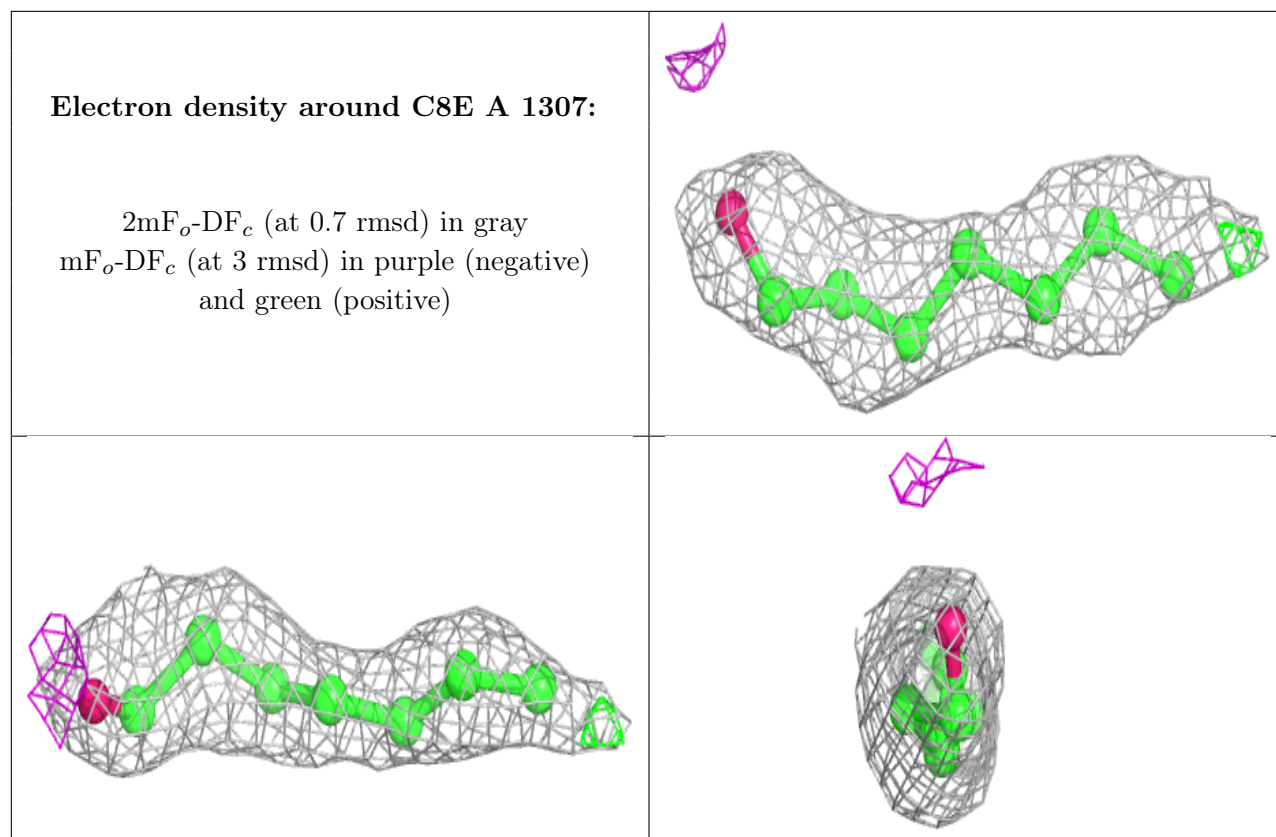 Electron density around C8E A 1307:
2mFₒ-DF𝒸 (at 0.7 rmsd) in gray
mFₒ-DF𝒸 (at 3 rmsd) in purple (negative)
and green (positive)